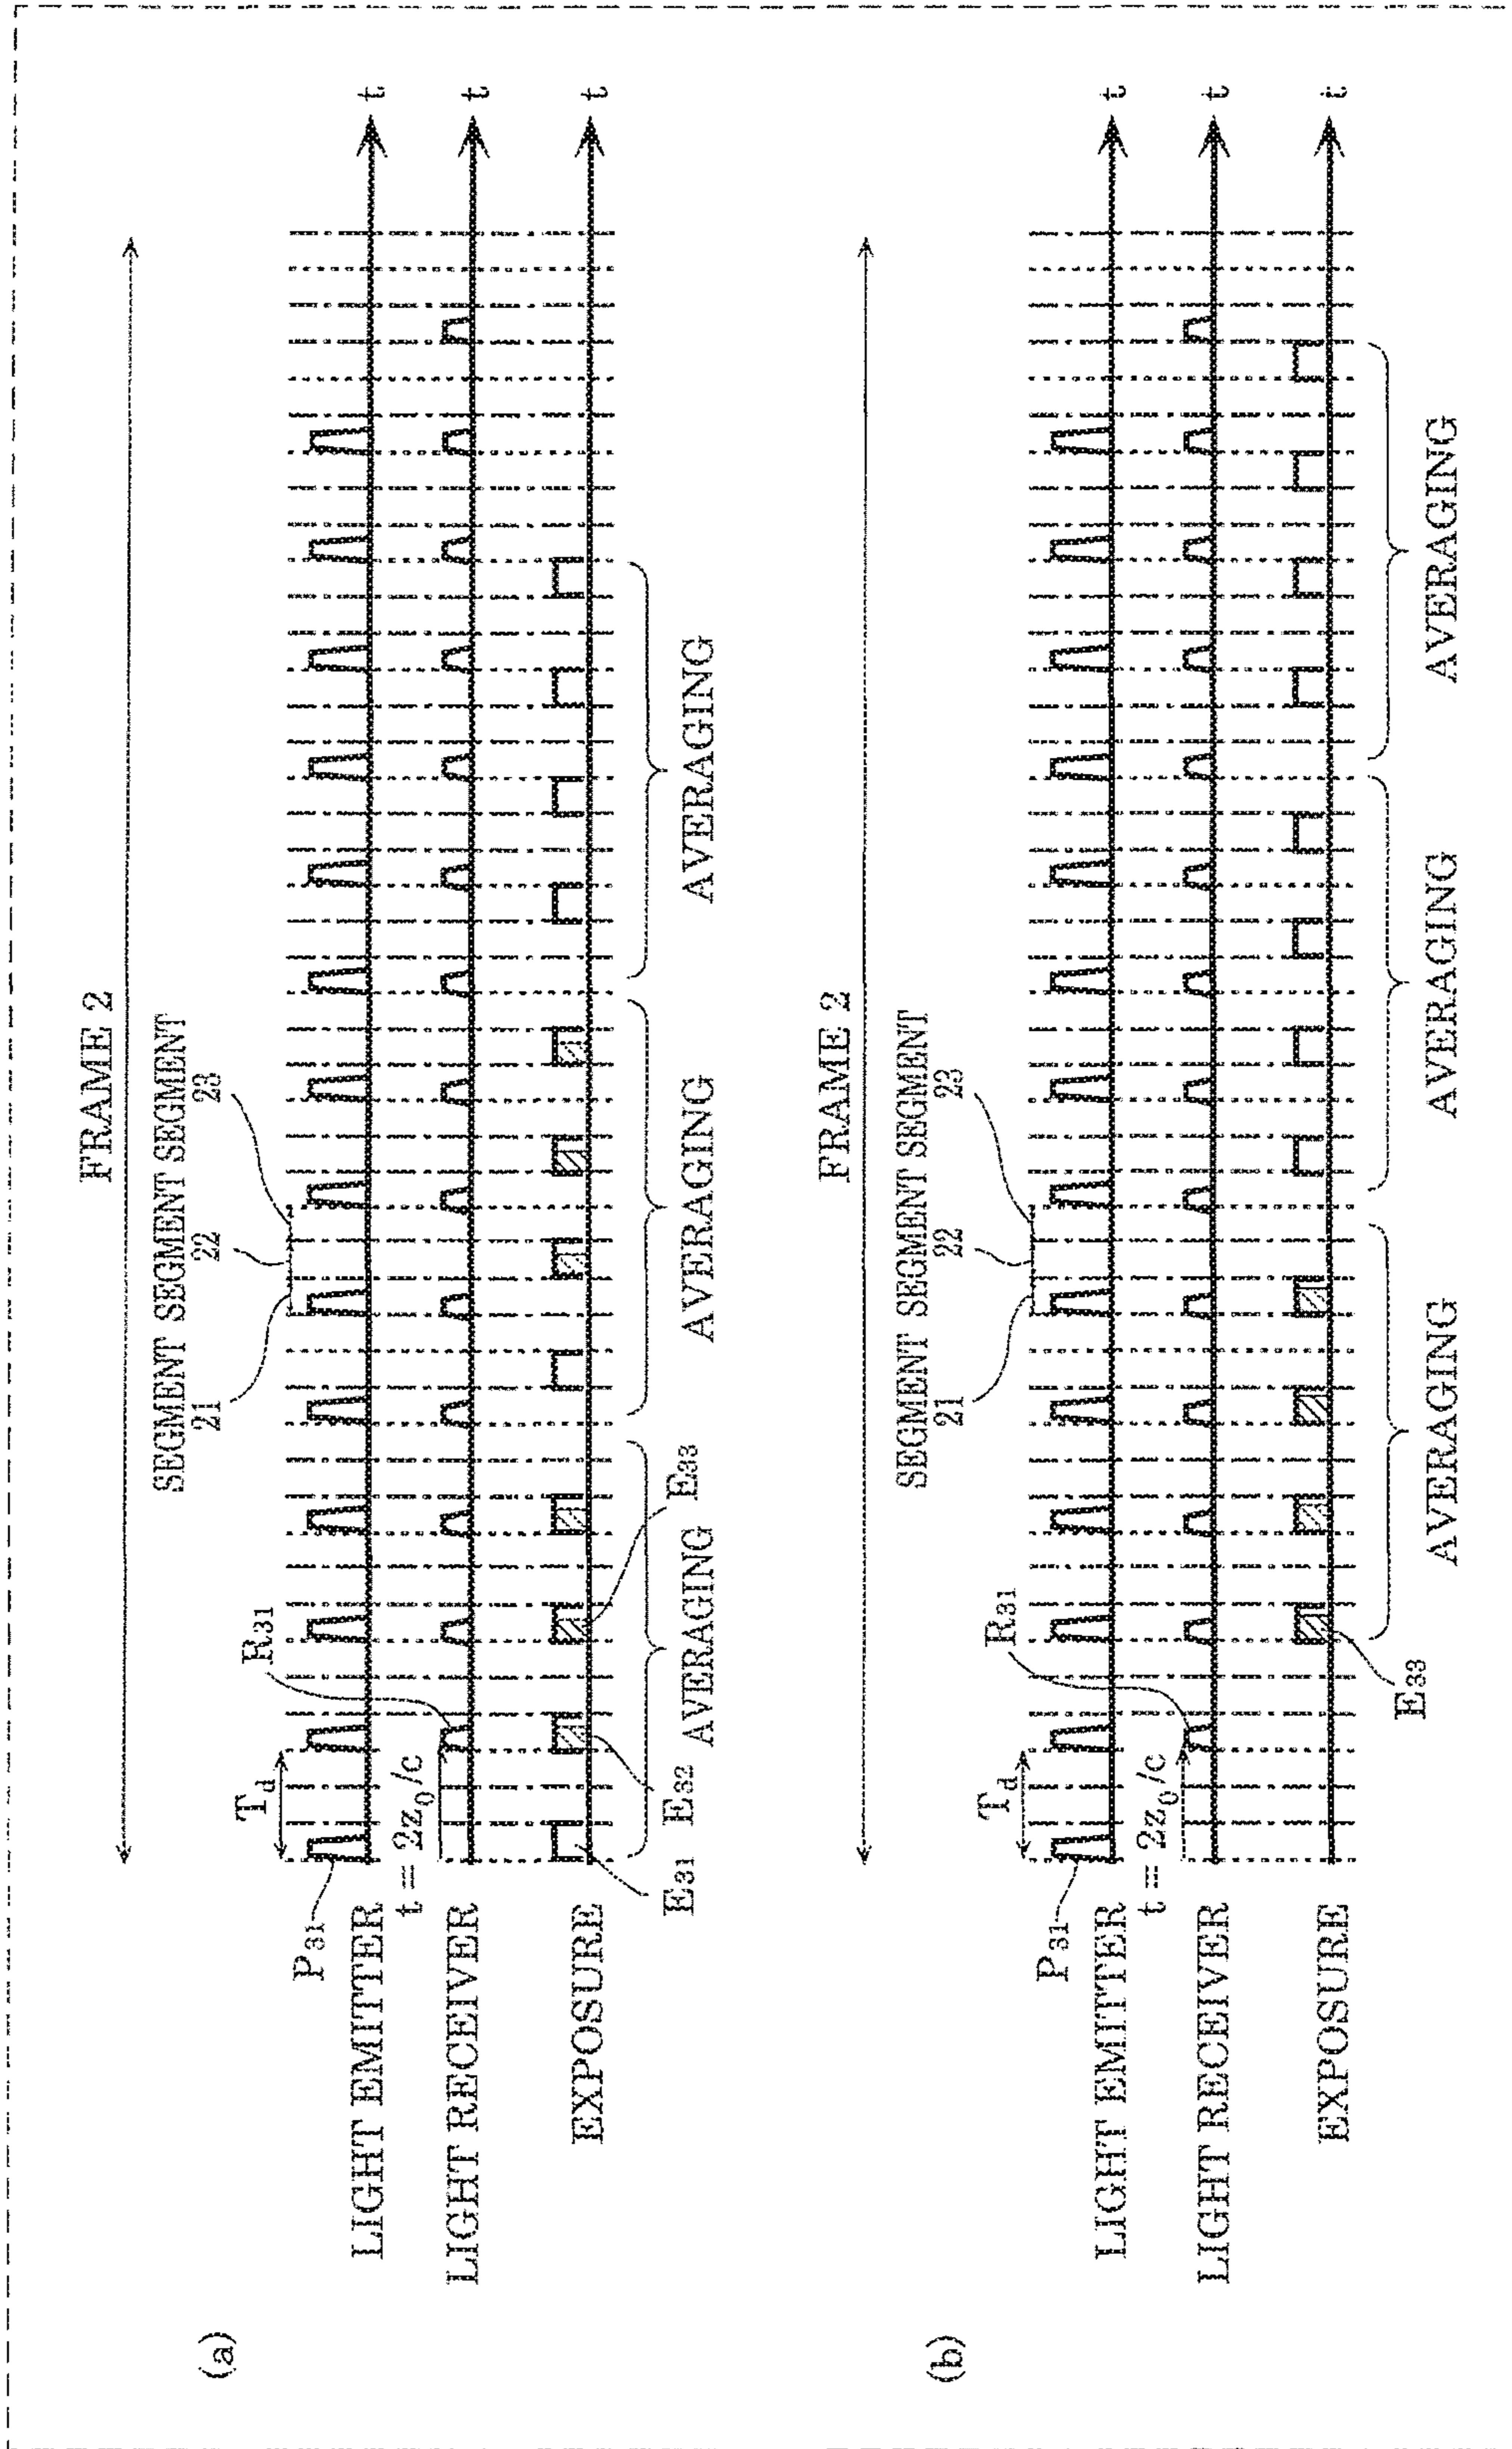 (a)
FRAME 2
SEGMENT SEGMENT SEGMENT
21 22 23
Td
R31
P31
LIGHT EMITTER t
t = 2z0/c
LIGHT RECEIVER t
EXPOSURE t
E31 E32 E33
AVERAGING AVERAGING AVERAGING
(b)
FRAME 2
SEGMENT SEGMENT SEGMENT
21 22 23
Td
R31
P31
LIGHT EMITTER t
t = 2z0/c
LIGHT RECEIVER t
EXPOSURE t
E33
AVERAGING AVERAGING AVERAGING